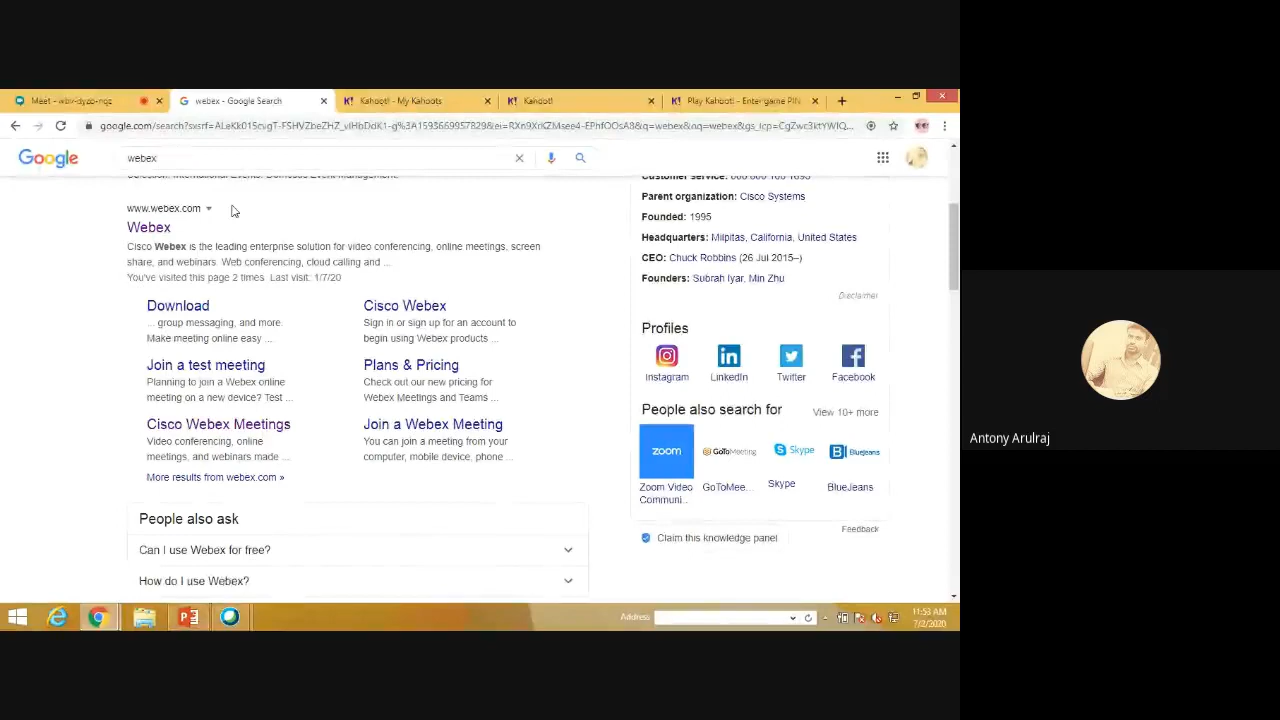 webex - Google Search
Kahoot! - My Kahoots
Kahoot!
Play Kahoot! - Enter game PIN
Google
webex
www.webex.com
Webex
Cisco Webex is the leading enterprise solution for video conferencing, online meetings, screen
share, and webinars. Web conferencing, cloud calling and ...
You've visited this page 2 times. Last visit: 1/7/20
Download
... group messaging, and more.
Make meeting online easy ...
Cisco Webex
Sign in or sign up for an account to
begin using Webex products ...
Join a test meeting
Planning to join a Webex online
meeting on a new device? Test ...
Plans & Pricing
Check out our new pricing for
Webex Meetings and Teams ...
Cisco Webex Meetings
Video conferencing, online
meetings, and webinars made ...
Join a Webex Meeting
You can join a meeting from your
computer, mobile device, phone ...
More results from webex.com »
People also ask
Can I use Webex for free?
How do I use Webex?
Parent organization: Cisco Systems
Founded: 1995
Headquarters: Milpitas, California, United States
CEO: Chuck Robbins (26 Jul 2015–)
Founders: Subrah Iyar, Min Zhu
Disclaimer
Profiles
Instagram
LinkedIn
Twitter
Facebook
People also search for
View 10+ more
zoom
GoToMeeting
Skype
BlueJeans
Zoom Video
Communi...
GoToMee...
Skype
BlueJeans
Feedback
Claim this knowledge panel
Address
11:53 AM
7/2/2020
Antony Arulraj